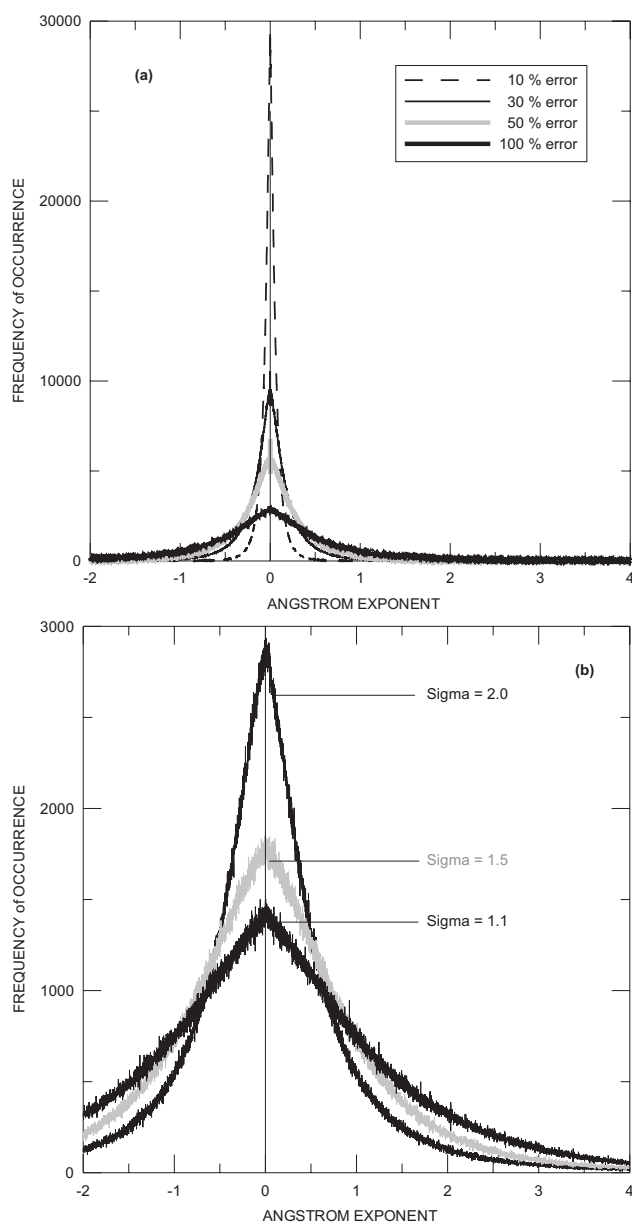 30000
(a)
10 % error
30 % error
50 % error
100 % error
20000
FREQUENCY of OCCURRENCE
10000
0
-2 -1 0 1 2 3 4
ANGSTROM EXPONENT
3000
(b)
Sigma = 2.0
2000
Sigma = 1.5
FREQUENCY of OCCURRENCE
Sigma = 1.1
1000
0
-2 -1 0 1 2 3 4
ANGSTROM EXPONENT